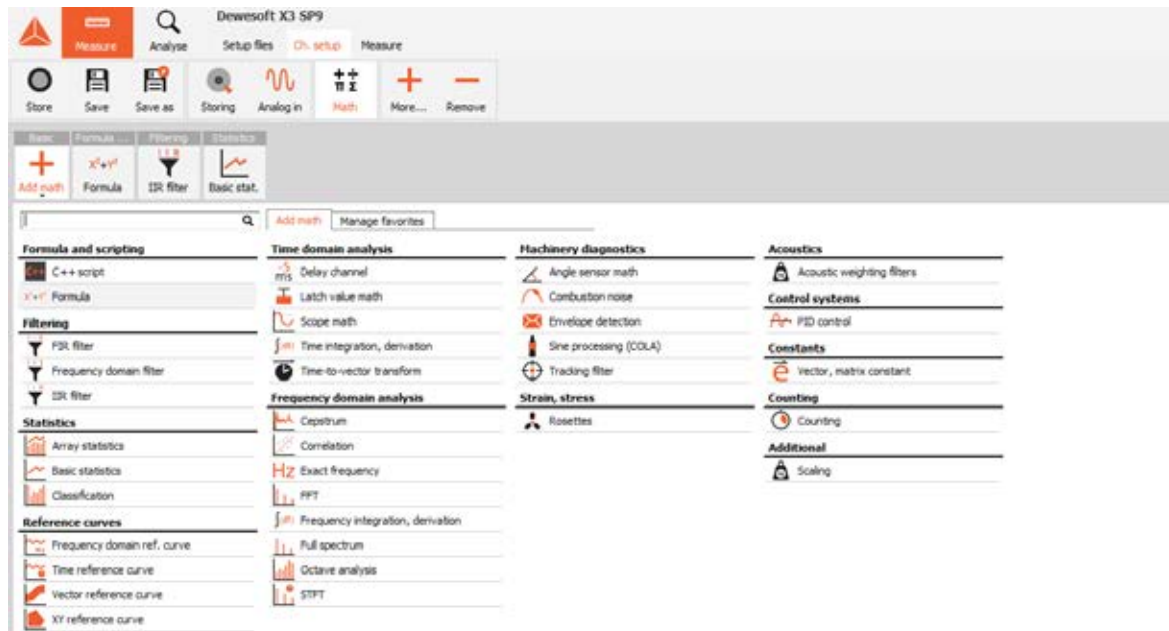 Dewesoft X3 SP9
Measure
Analyse
Setup files
Ch. setup
Measure
Store
Save
Save as
Storing
Analog in
Math
More...
Remove
Basic
Formula ...
Filtering
Statistics
Add math
Formula
IIR filter
Basic stat.
Add math
Manage favorites
Formula and scripting
C++ script
Formula
Filtering
FIR filter
Frequency domain filter
IIR filter
Statistics
Array statistics
Basic statistics
Classification
Reference curves
Frequency domain ref. curve
Time reference curve
Vector reference curve
XY reference curve
Time domain analysis
Delay channel
Latch value math
Scope math
Time integration, derivation
Time-to-vector transform
Frequency domain analysis
Cepstrum
Correlation
Hz Exact frequency
FFT
Frequency integration, derivation
Full spectrum
Octave analysis
STFT
Machinery diagnostics
Angle sensor math
Combustion noise
Envelope detection
Sine processing (COLA)
Tracking filter
Strain, stress
Rosettes
Acoustics
Acoustic weighting filters
Control systems
PID control
Constants
Vector, matrix constant
Counting
Counting
Additional
Scaling